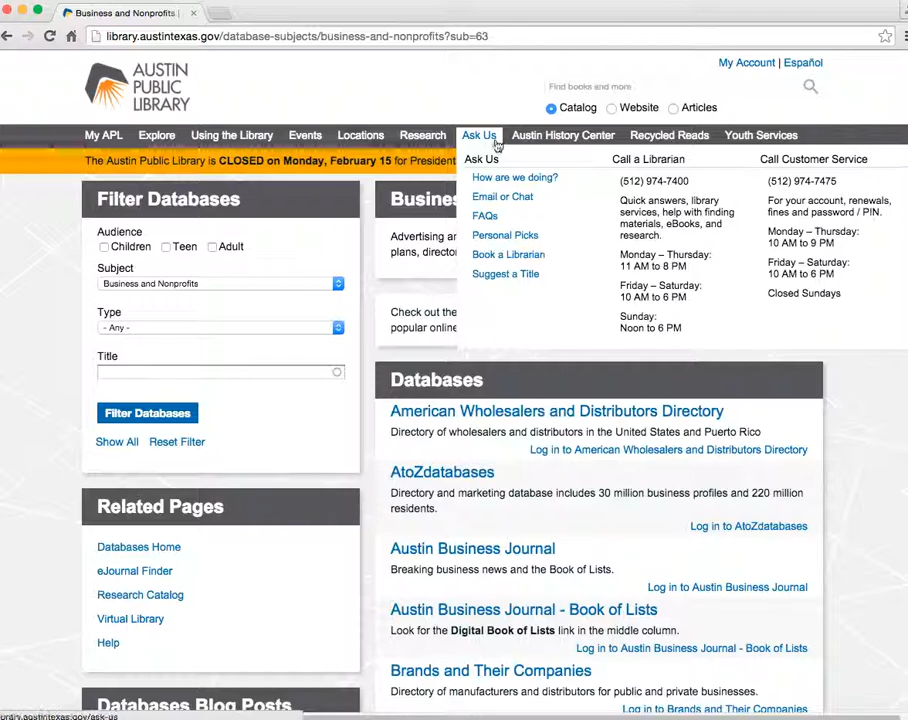 Business and Nonprofits |
library.austintexas.gov/database-subjects/business-and-nonprofits?sub=63
My Account | Español
AUSTIN
PUBLIC
LIBRARY
Find books and more
Catalog Website Articles
My APL Explore Using the Library Events Locations Research Ask Us Austin History Center Recycled Reads Youth Services
The Austin Public Library is CLOSED on Monday, February 15 for President
Ask Us
How are we doing?
Email or Chat
FAQs
Personal Picks
Book a Librarian
Suggest a Title
Call a Librarian
(512) 974-7400
Quick answers, library
services, help with finding
materials, eBooks, and
research.
Monday – Thursday:
11 AM to 8 PM
Friday – Saturday:
10 AM to 6 PM
Sunday:
Noon to 6 PM
Call Customer Service
(512) 974-7475
For your account, renewals,
fines and password / PIN.
Monday – Thursday:
10 AM to 9 PM
Friday – Saturday:
10 AM to 6 PM
Closed Sundays
Filter Databases
Audience
Children Teen Adult
Subject
Business and Nonprofits
Type
- Any -
Title
Filter Databases
Show All Reset Filter
Related Pages
Databases Home
eJournal Finder
Research Catalog
Virtual Library
Help
Databases Blog Posts
Busines
Advertising a
plans, director
Check out the
popular online
Databases
American Wholesalers and Distributors Directory
Directory of wholesalers and distributors in the United States and Puerto Rico
Log in to American Wholesalers and Distributors Directory
AtoZdatabases
Directory and marketing database includes 30 million business profiles and 220 million
residents.
Log in to AtoZdatabases
Austin Business Journal
Breaking business news and the Book of Lists.
Log in to Austin Business Journal
Austin Business Journal - Book of Lists
Look for the Digital Book of Lists link in the middle column.
Log in to Austin Business Journal - Book of Lists
Brands and Their Companies
Directory of manufacturers and distributors for public and private businesses.
Log in to Brands and Their Companies
library.austintexas.gov/ask-us